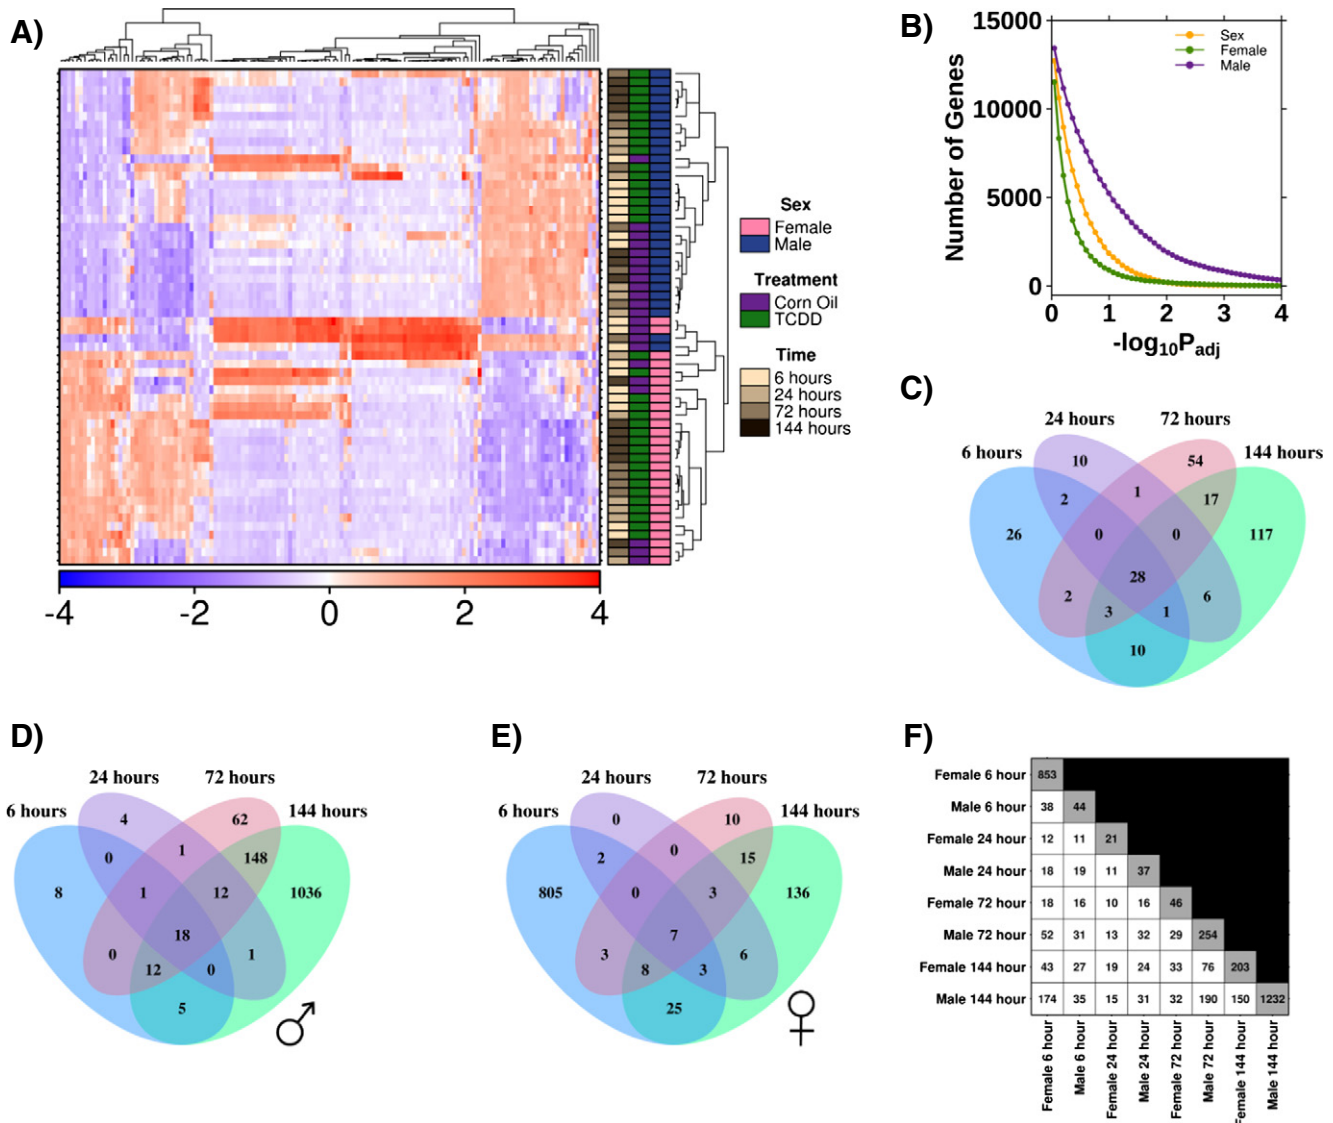 A)
-4 -2 0 2 4
Sex
Female
Male
Treatment
Corn Oil
TCDD
Time
6 hours
24 hours
72 hours
144 hours
B)
Number of Genes
15000
10000
5000
0
0 1 2 3 4
-log10Padj
Sex
Female
Male
C)
24 hours 72 hours
6 hours 144 hours
10 54
2 1 17
26 0 0 117
28
2 3 1 6
10
D)
24 hours 72 hours
6 hours 144 hours
4 62
0 1 148
8 1 12 1036
18
0 12 0 1
5
♂
E)
24 hours 72 hours
6 hours 144 hours
0 10
2 0 15
805 0 3 136
7
3 8 3 6
25
♀
F)
Female 6 hour 853
Male 6 hour 38 44
Female 24 hour 12 11 21
Male 24 hour 18 19 11 37
Female 72 hour 18 16 10 16 46
Male 72 hour 52 31 13 32 29 254
Female 144 hour 43 27 19 24 33 76 203
Male 144 hour 174 35 15 31 32 190 150 1232
Female 6 hour
Male 6 hour
Female 24 hour
Male 24 hour
Female 72 hour
Male 72 hour
Female 144 hour
Male 144 hour